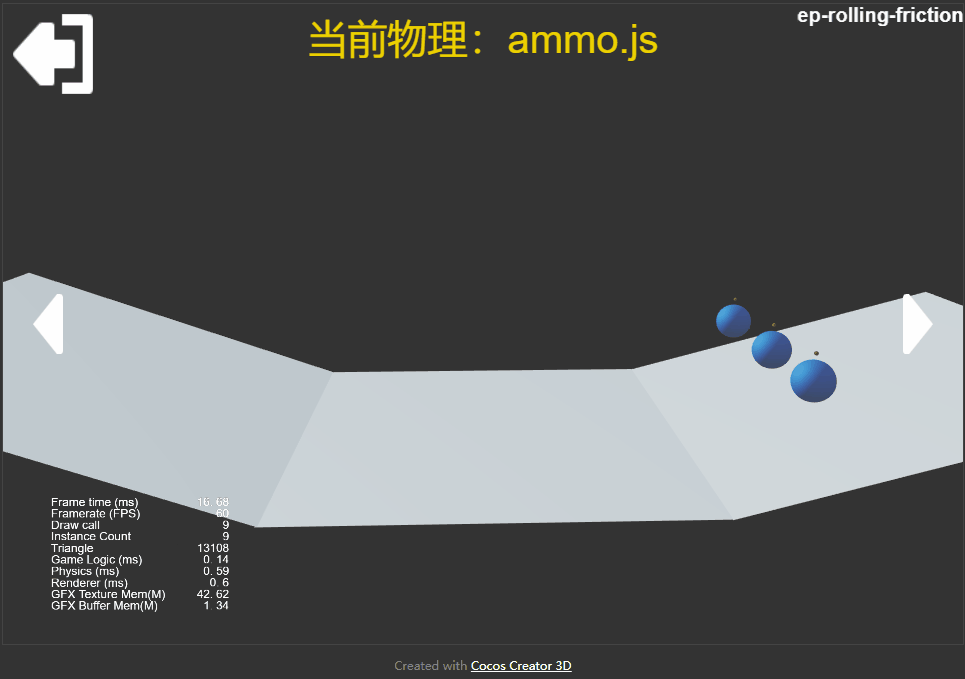 ep-rolling-friction
当前物理：ammo.js
Frame time (ms) 16.68
Framerate (FPS) 60
Draw call 9
Instance Count 9
Triangle 13108
Game Logic (ms) 0.14
Physics (ms) 0.59
Renderer (ms) 0.6
GFX Texture Mem(M) 42.62
GFX Buffer Mem(M) 1.34
Created with Cocos Creator 3D